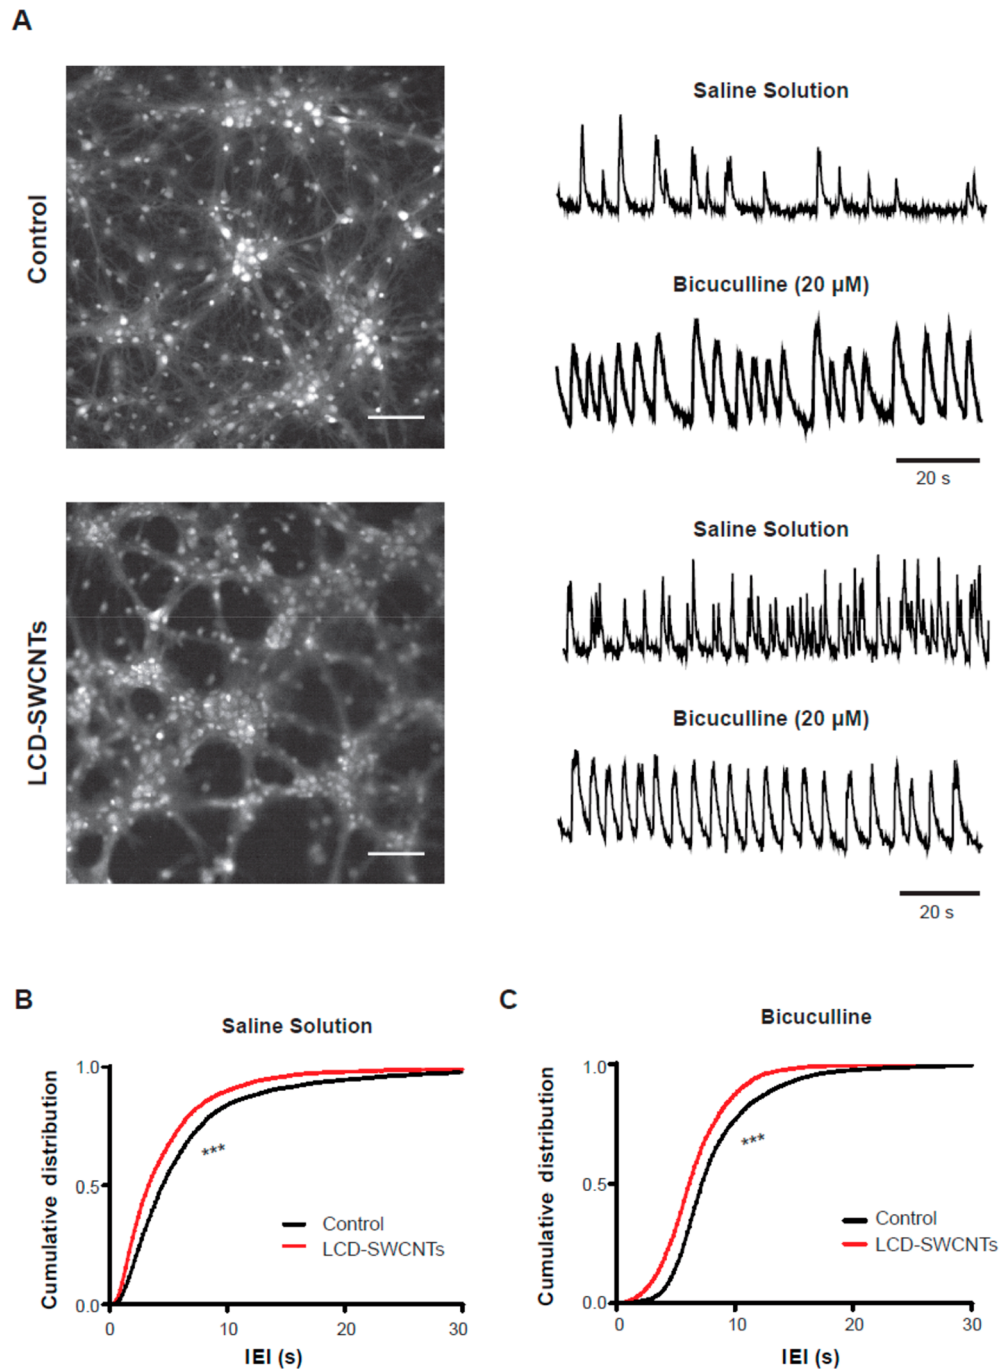 A
Control
Saline Solution
Bicuculline (20 µM)
20 s
LCD-SWCNTs
Saline Solution
Bicuculline (20 µM)
20 s
B
Saline Solution
Cumulative distribution
1.0
0.5
0.0
0 10 20 30
IEI (s)
***
Control
LCD-SWCNTs
C
Bicuculline
Cumulative distribution
1.0
0.5
0.0
0 10 20 30
IEI (s)
***
Control
LCD-SWCNTs